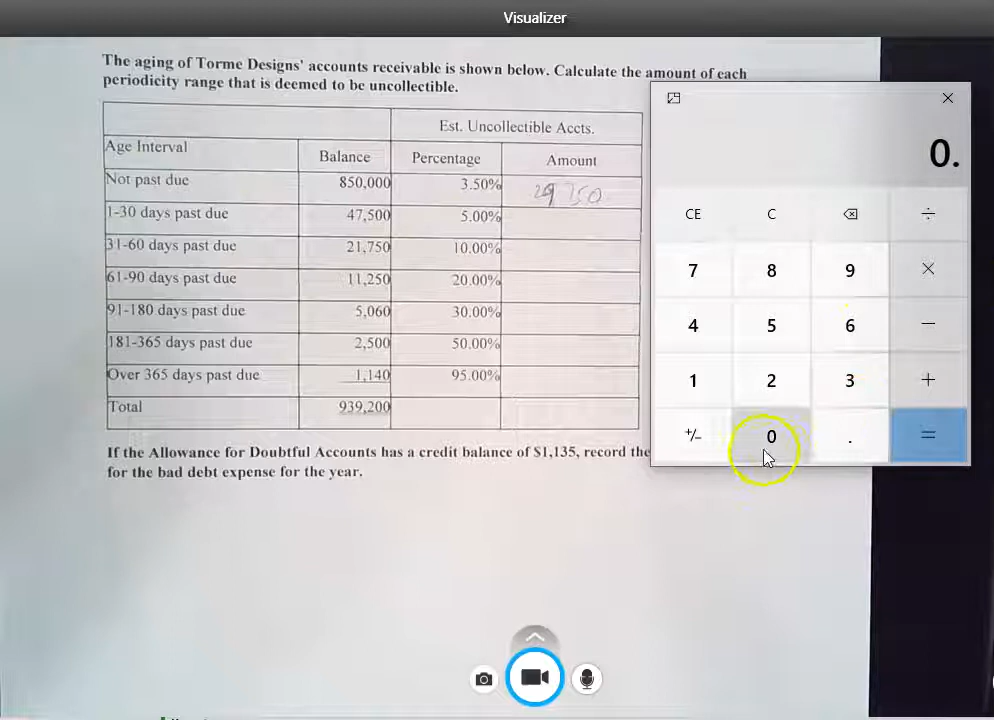 Visualizer
The aging of Torme Designs' accounts receivable is shown below. Calculate the amount of each
periodicity range that is deemed to be uncollectible.
Est. Uncollectible Accts.
Age Interval Balance Percentage Amount
Not past due 850,000 3.50% 29 750
1-30 days past due 47,500 5.00%
31-60 days past due 21,750 10.00%
61-90 days past due 11,250 20.00%
91-180 days past due 5,060 30.00%
181-365 days past due 2,500 50.00%
Over 365 days past due 1,140 95.00%
Total 939,200
If the Allowance for Doubtful Accounts has a credit balance of $1,135, record the
for the bad debt expense for the year.
0.
CE C ÷
7 8 9 ×
4 5 6 −
1 2 3 +
+/− 0 . =